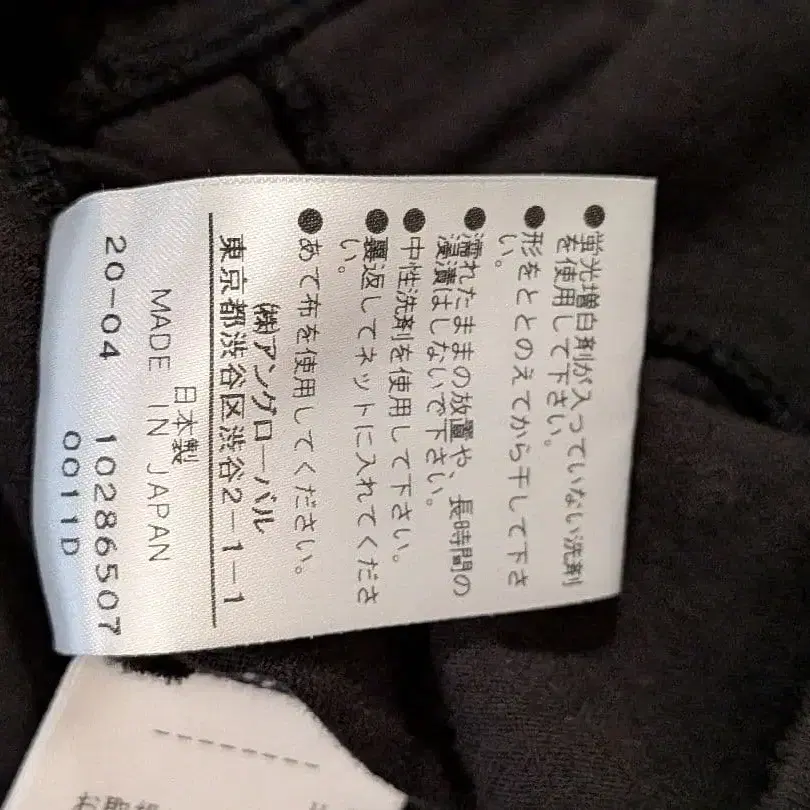 ●蛍光増白剤が入っていない洗剤
を使用して下さい。
●形をととのえてから干して下さ
い。
●濡れたままの放置や、長時間の
浸漬はしないで下さい。
●中性洗剤を使用して下さい。
●裏返してネットに入れてくださ
い。
●あて布を使用してください。
㈱アングローバル
東京都渋谷区渋谷2-1-1
日本製
MADE IN JAPAN
20-04 10286507
0011D
お取扱